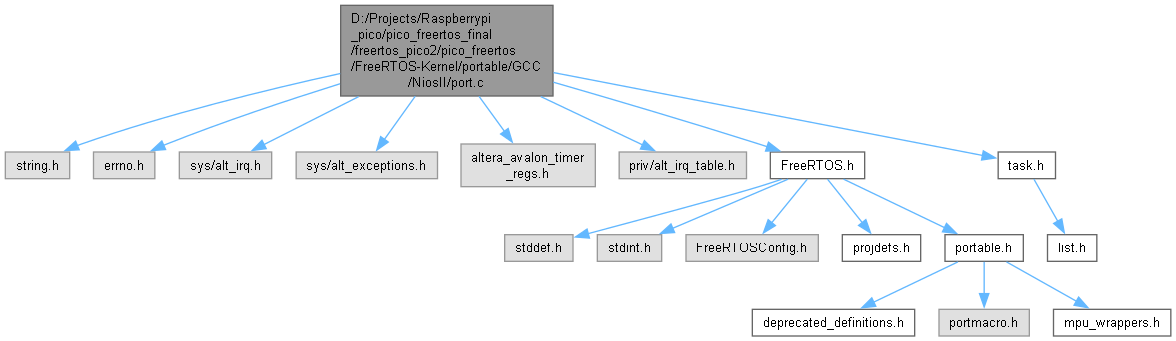 D:/Projects/Raspberrypi
_pico/pico_freertos_final
/freertos_pico2/pico_freertos
/FreeRTOS-Kernel/portable/GCC
/NiosII/port.c
string.h
errno.h
sys/alt_irq.h
sys/alt_exceptions.h
altera_avalon_timer
_regs.h
priv/alt_irq_table.h
FreeRTOS.h
task.h
stddef.h
stdint.h
FreeRTOSConfig.h
projdefs.h
portable.h
list.h
deprecated_definitions.h
portmacro.h
mpu_wrappers.h